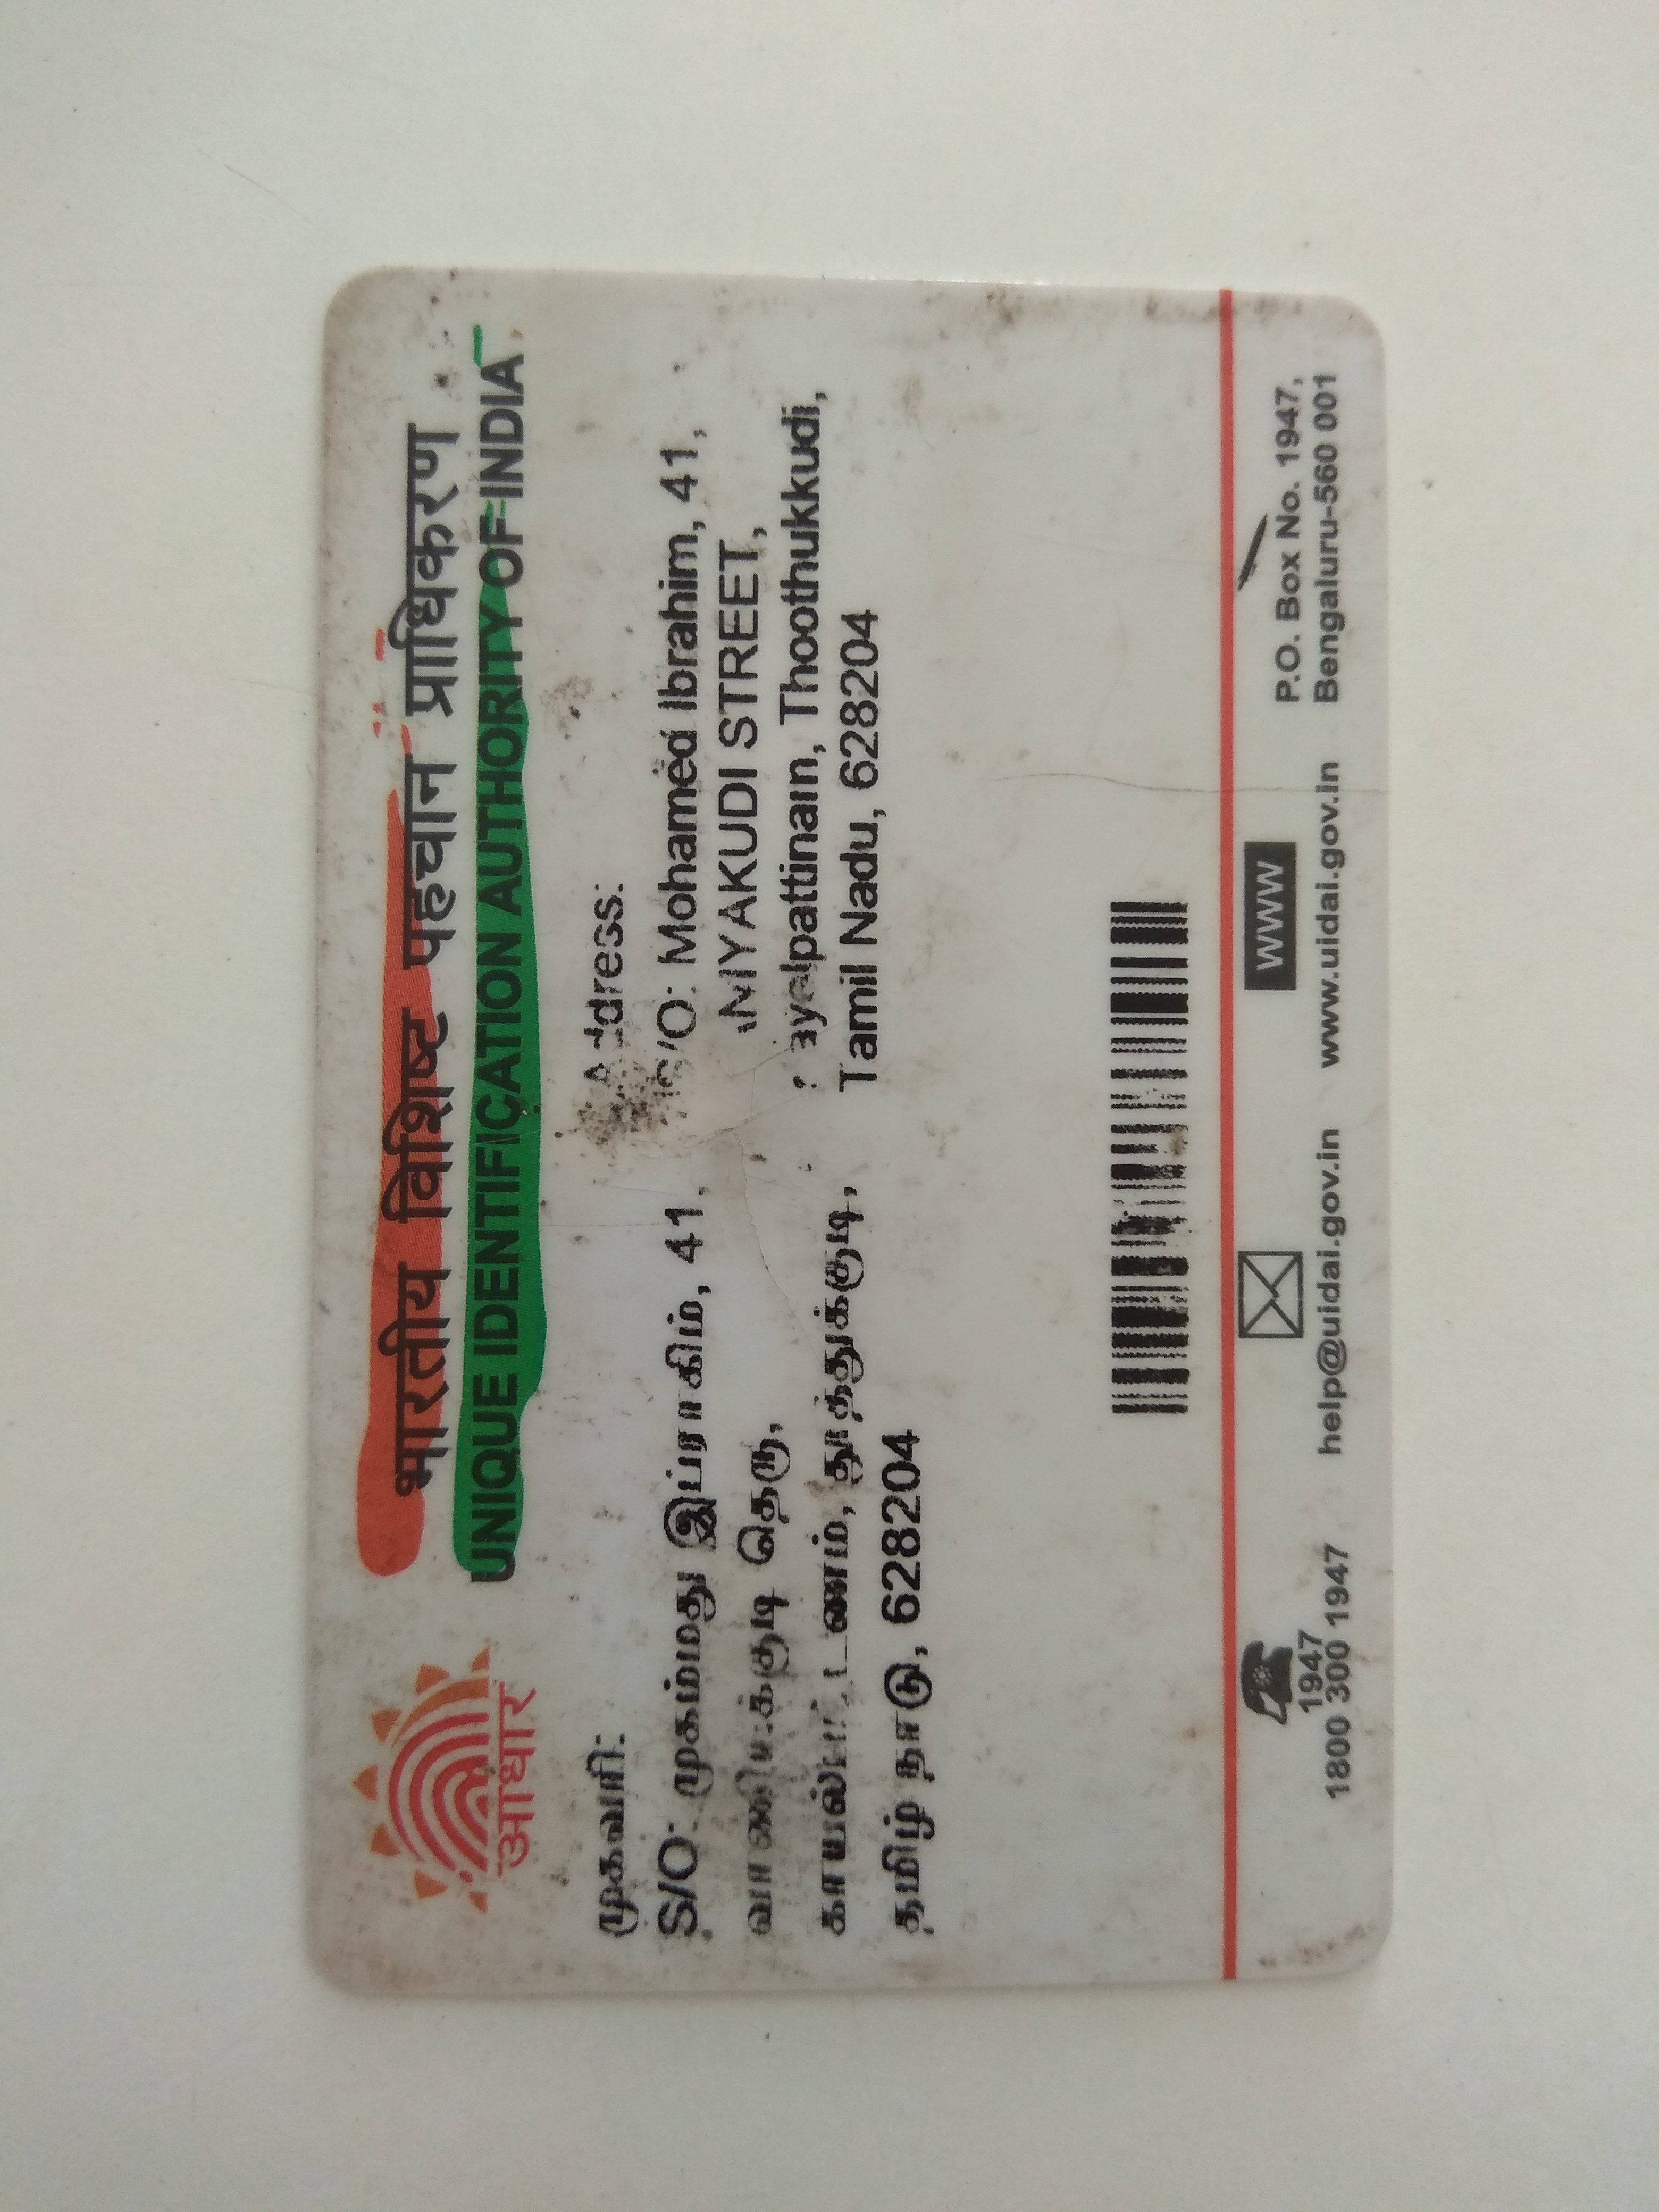 भारतीय विशिष्ट पहचान प्राधिकरण
UNIQUE IDENTIFICATION AUTHORITY OF INDIA
आधार
முகவரி:
S/O: முகம்மது இப்ராகிம், 41,
தெரு,
தூத்துக்குடி,
தமிழ் நாடு, 628204
Address:
S/O: Mohamed Ibrahim, 41,
STREET,
Thoothukkudi,
Tamil Nadu, 628204
1947
1800 300 1947
help@uidai.gov.in
WWW
www.uidai.gov.in
P.O. Box No. 1947,
Bengaluru-560 001